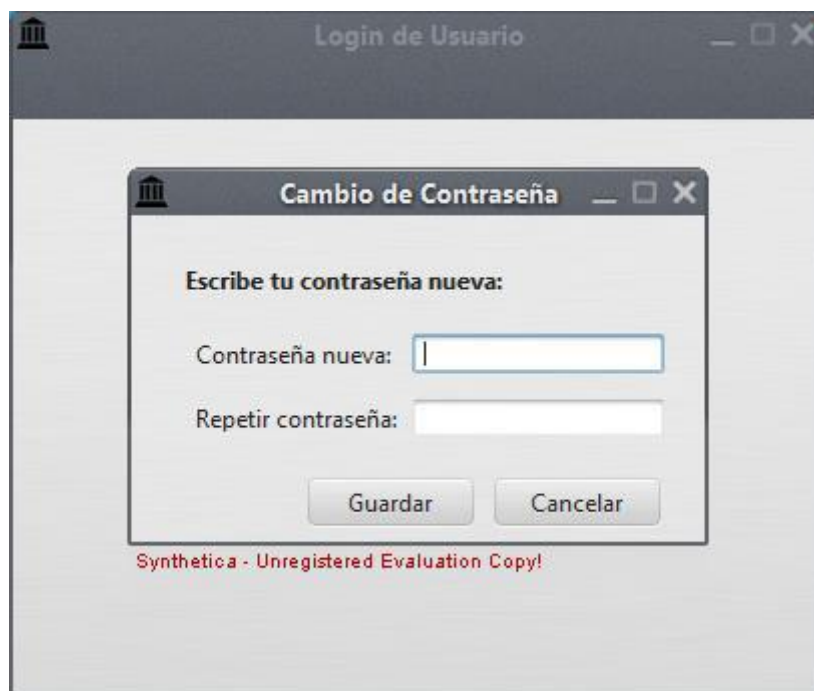 Login de Usuario
Cambio de Contraseña
Escribe tu contraseña nueva:
Contraseña nueva:
Repetir contraseña:
Guardar Cancelar
Synthetica - Unregistered Evaluation Copy!